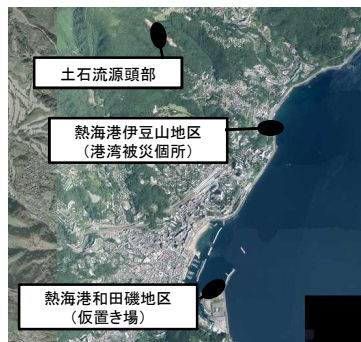 土石流源頭部
熱海港伊豆山地区
（港湾被災個所）
熱海港和田磯地区
（仮置き場）